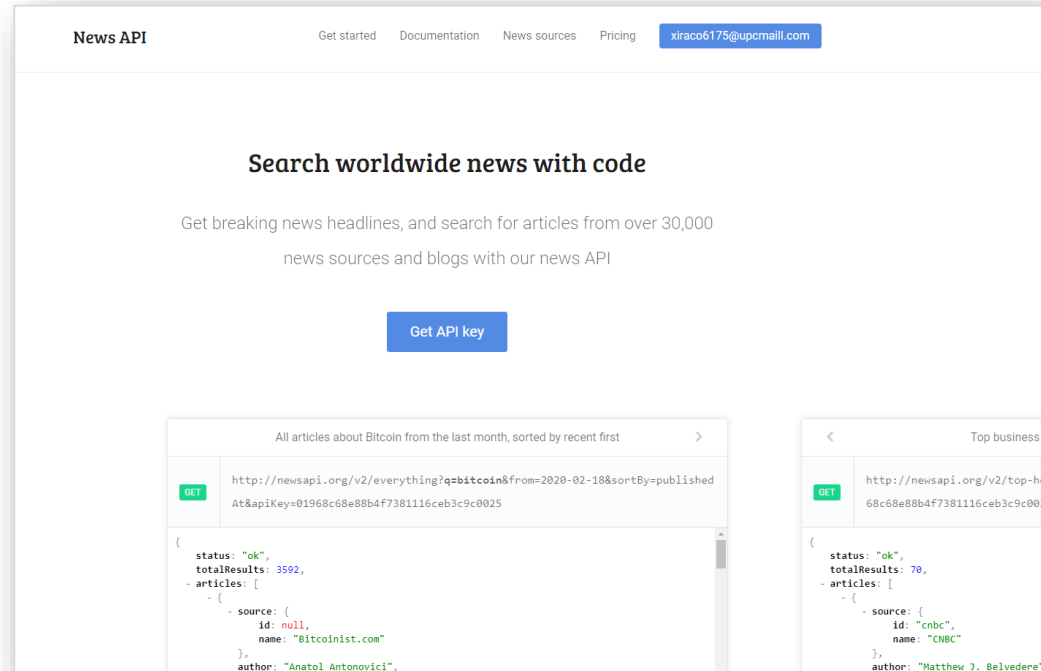 News API
Get started Documentation News sources Pricing xiraco6175@upcmaill.com
Search worldwide news with code
Get breaking news headlines, and search for articles from over 30,000
news sources and blogs with our news API
Get API key
All articles about Bitcoin from the last month, sorted by recent first
GET
http://newsapi.org/v2/everything?q=bitcoin&from=2020-02-18&sortBy=published
At&apiKey=01968c68e88b4f7381116ceb3c9c0025
{
status: "ok",
totalResults: 3592,
- articles: [
- {
- source: {
id: null,
name: "Bitcoinist.com"
},
author: "Anatol Antonovici",
Top business
GET
http://newsapi.org/v2/top-h
68c68e88b4f7381116ceb3c9c00
{
status: "ok",
totalResults: 70,
- articles: [
- {
- source: {
id: "cnbc",
name: "CNBC"
},
author: "Matthew J. Belvedere"